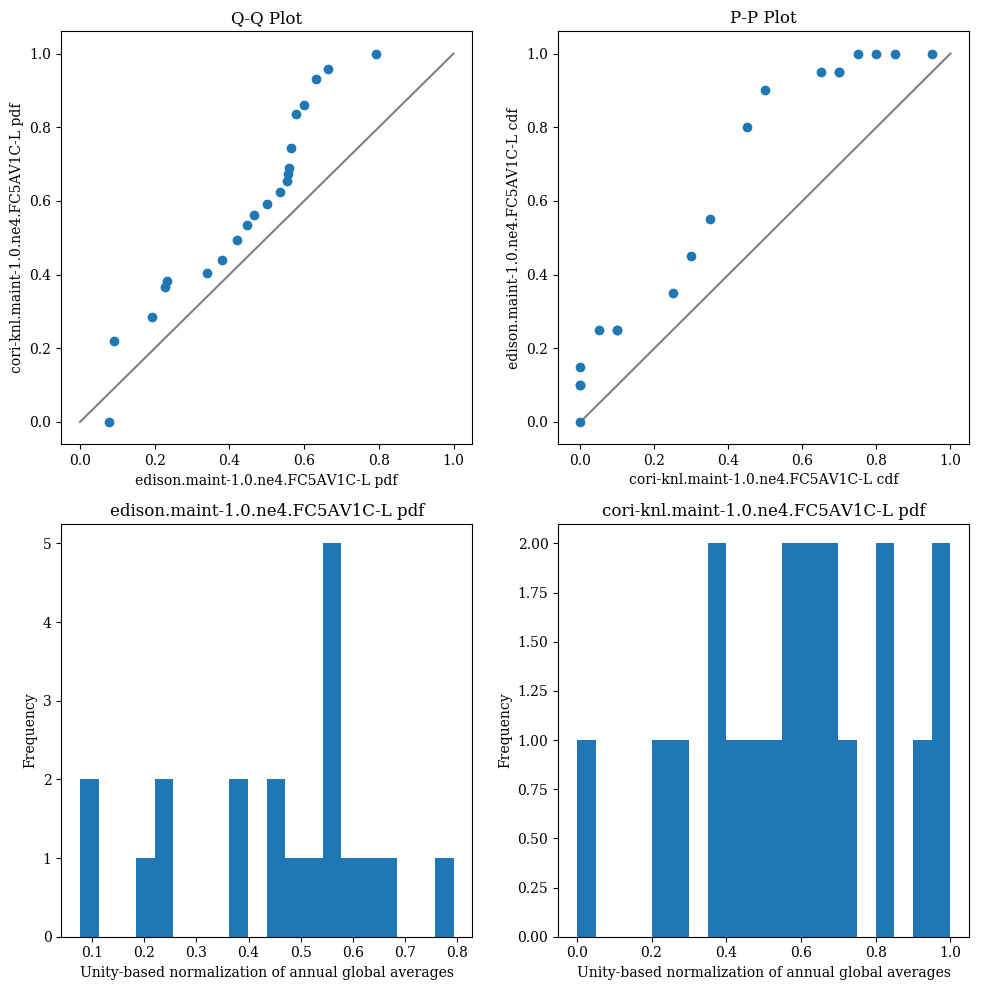 Q-Q Plot
cori-knl.maint-1.0.ne4.FC5AV1C-L pdf
1.0
0.8
0.6
0.4
0.2
0.0
0.0 0.2 0.4 0.6 0.8 1.0
edison.maint-1.0.ne4.FC5AV1C-L pdf
P-P Plot
edison.maint-1.0.ne4.FC5AV1C-L cdf
1.0
0.8
0.6
0.4
0.2
0.0
0.0 0.2 0.4 0.6 0.8 1.0
cori-knl.maint-1.0.ne4.FC5AV1C-L cdf
edison.maint-1.0.ne4.FC5AV1C-L pdf
Frequency
5
4
3
2
1
0
0.1 0.2 0.3 0.4 0.5 0.6 0.7 0.8
Unity-based normalization of annual global averages
cori-knl.maint-1.0.ne4.FC5AV1C-L pdf
Frequency
2.00
1.75
1.50
1.25
1.00
0.75
0.50
0.25
0.00
0.0 0.2 0.4 0.6 0.8 1.0
Unity-based normalization of annual global averages